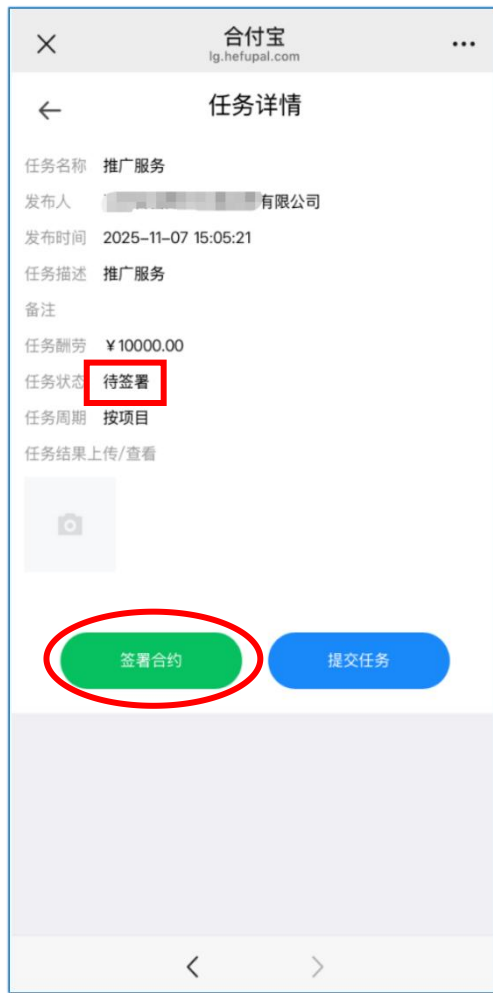 合付宝
lg.hefupal.com
任务详情
任务名称 推广服务
发布人 有限公司
发布时间 2025-11-07 15:05:21
任务描述 推广服务
备注
任务酬劳 ￥10000.00
任务状态 待签署
任务周期 按项目
任务结果上传/查看
签署合约 提交任务